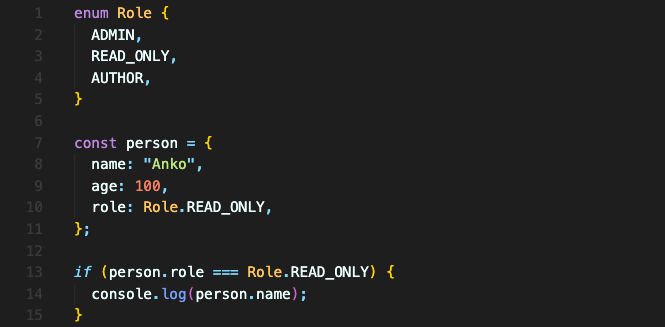 1 enum Role {
2   ADMIN,
3   READ_ONLY,
4   AUTHOR,
5 }
6
7 const person = {
8   name: "Anko",
9   age: 100,
10   role: Role.READ_ONLY,
11 };
12
13 if (person.role === Role.READ_ONLY) {
14   console.log(person.name);
15 }